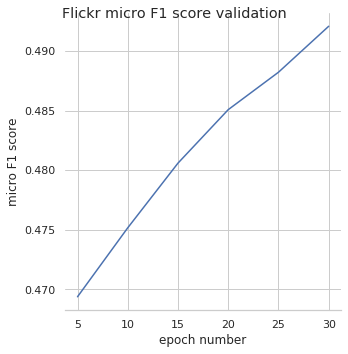 Flickr micro F1 score validation
0.490
0.485
0.480
0.475
0.470
micro F1 score
5 10 15 20 25 30
epoch number